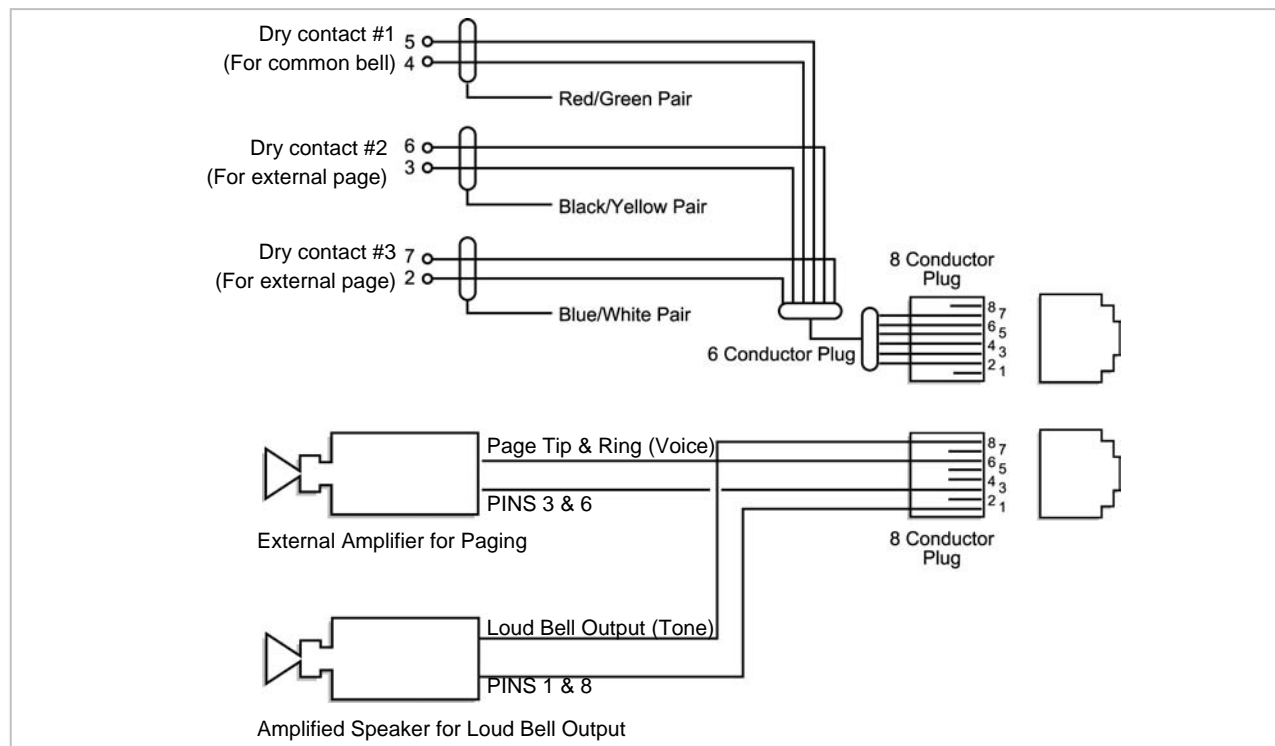 Dry contact #1
(For common bell)
5
4
Red/Green Pair
Dry contact #2
(For external page)
6
3
Black/Yellow Pair
Dry contact #3
(For external page)
7
2
Blue/White Pair
6 Conductor Plug
8 Conductor
Plug
8
7
6
5
4
3
2
1
Page Tip & Ring (Voice)
PINS 3 & 6
External Amplifier for Paging
8
7
6
5
4
3
2
1
8 Conductor
Plug
Loud Bell Output (Tone)
PINS 1 & 8
Amplified Speaker for Loud Bell Output